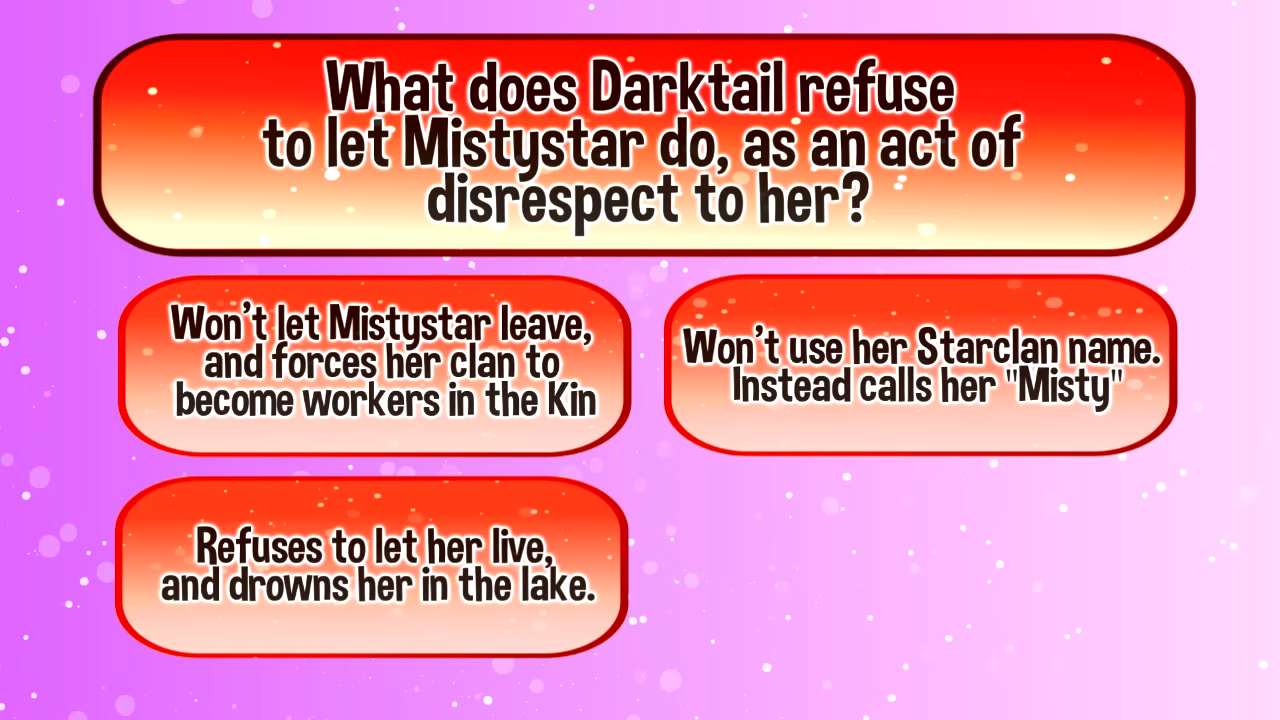 What does Darktail refuse
to let Mistystar do, as an act of
disrespect to her?
Won't let Mistystar leave,
and forces her clan to
become workers in the Kin
Won't use her Starclan name.
Instead calls her "Misty"
Refuses to let her live,
and drowns her in the lake.